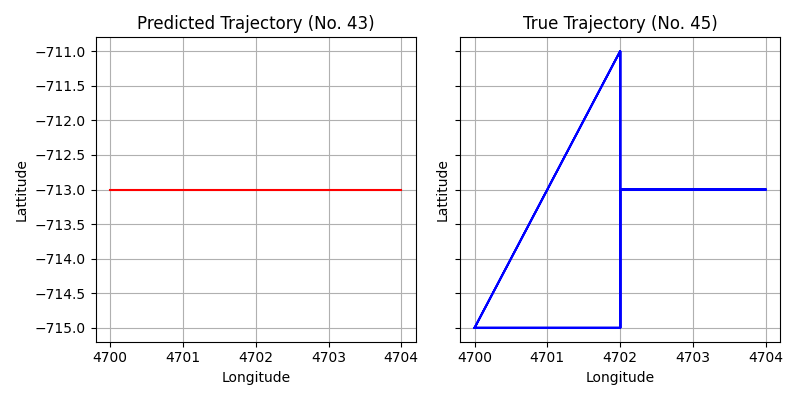 Predicted Trajectory (No. 43)
Lattitude
−711.0
−711.5
−712.0
−712.5
−713.0
−713.5
−714.0
−714.5
−715.0
4700 4701 4702 4703 4704
Longitude
True Trajectory (No. 45)
Lattitude
4700 4701 4702 4703 4704
Longitude